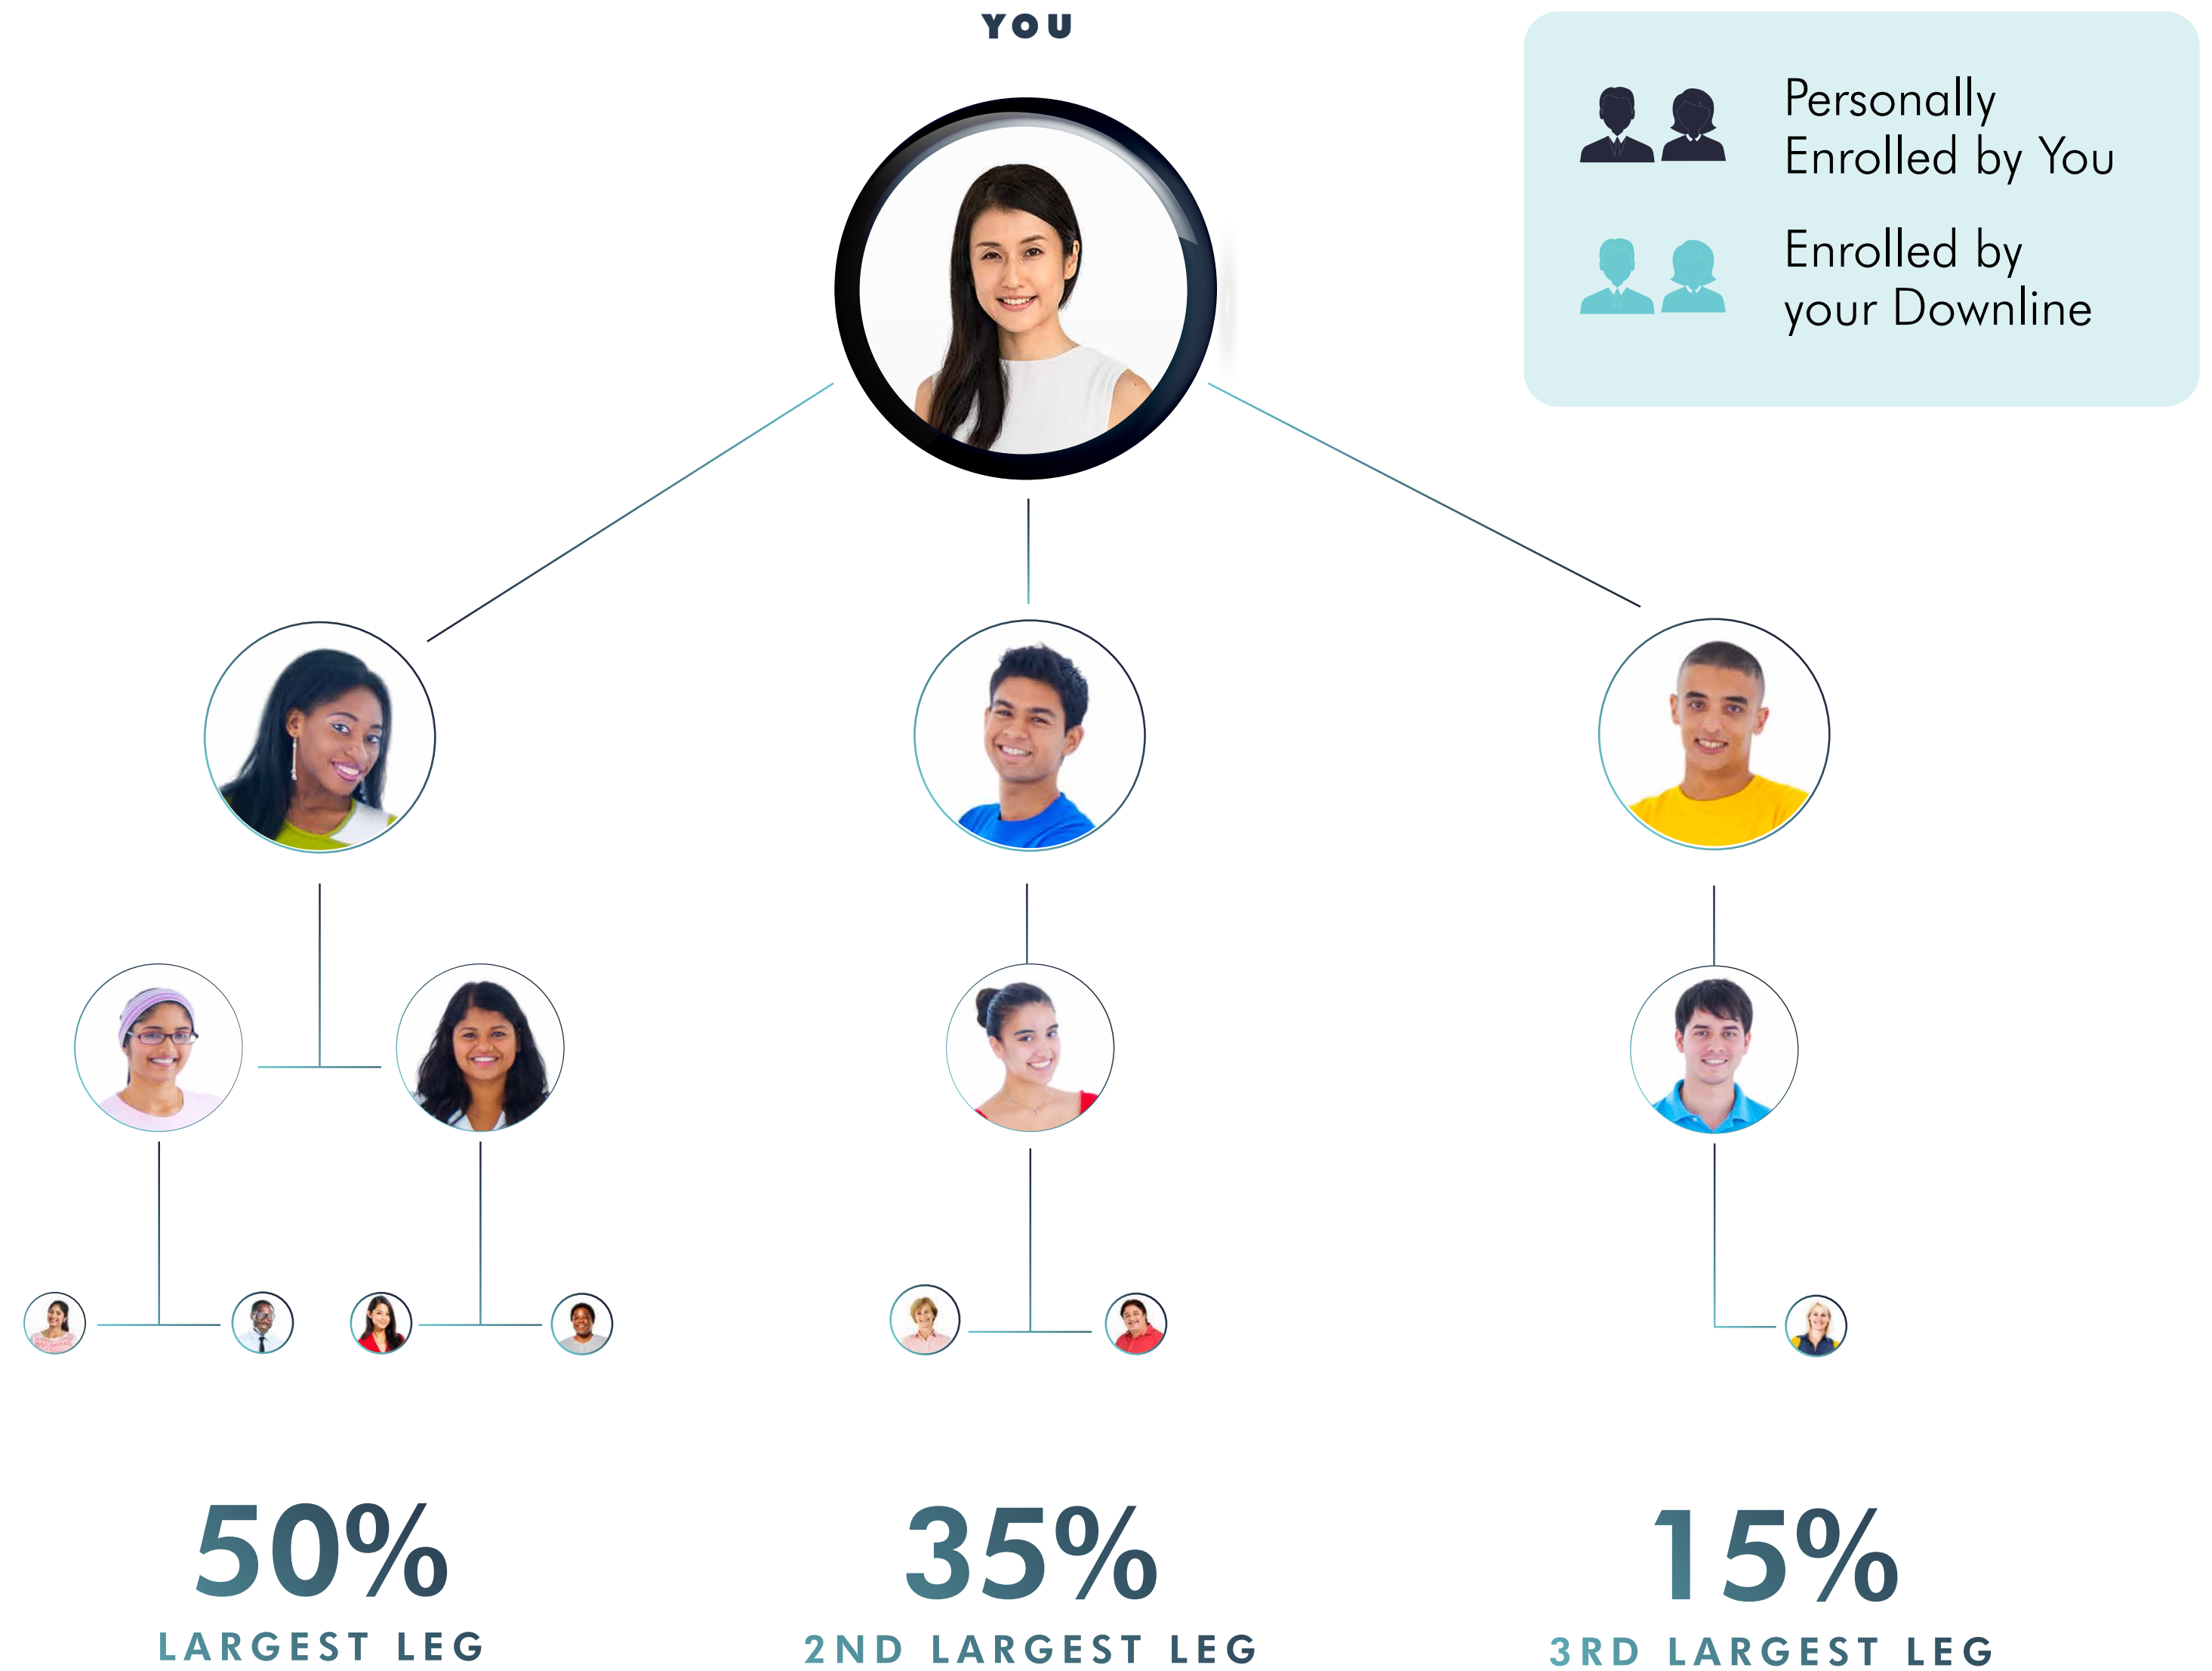 YOU
Personally
Enrolled by You
Enrolled by
your Downline
50%
LARGEST LEG
35%
2ND LARGEST LEG
15%
3RD LARGEST LEG